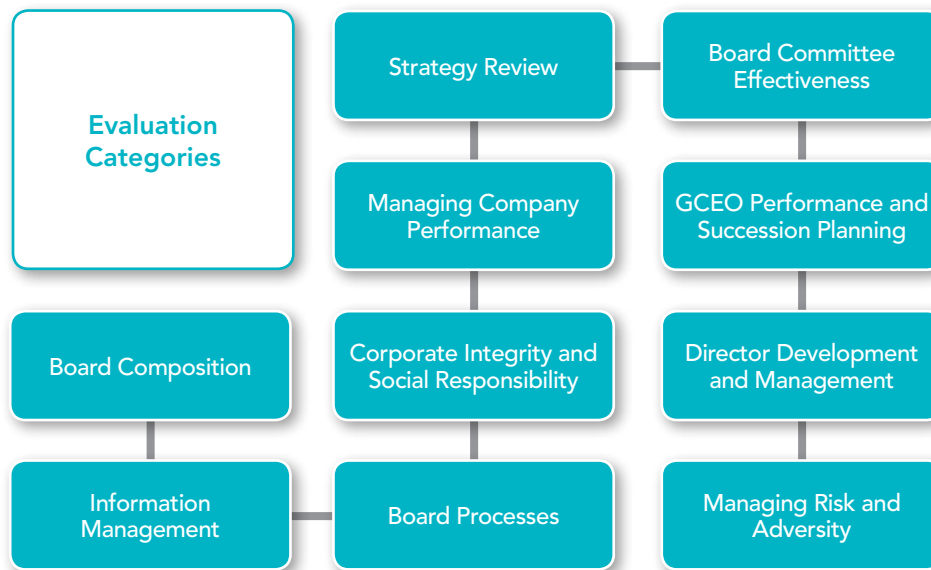 Evaluation
Categories
Board Composition
Information
Management
Board Processes
Corporate Integrity and
Social Responsibility
Managing Company
Performance
Strategy Review
Board Committee
Effectiveness
GCEO Performance and
Succession Planning
Director Development
and Management
Managing Risk and
Adversity